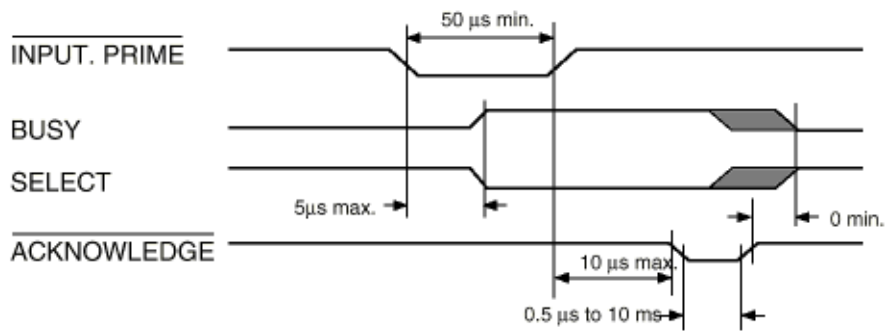 50 µs min.
INPUT. PRIME
BUSY
SELECT
5µs max.
0 min.
ACKNOWLEDGE
10 µs max.
0.5 µs to 10 ms